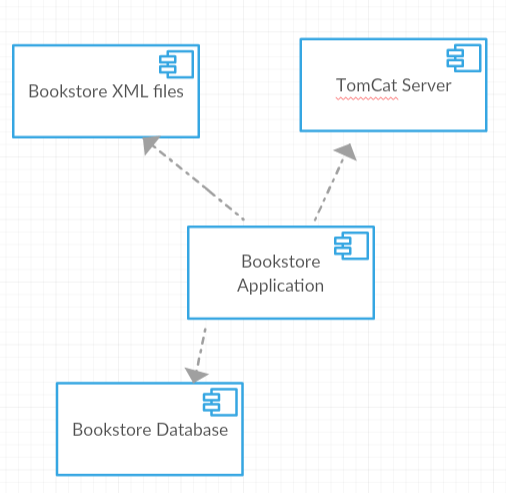 Bookstore XML files
TomCat Server
Bookstore
Application
Bookstore Database